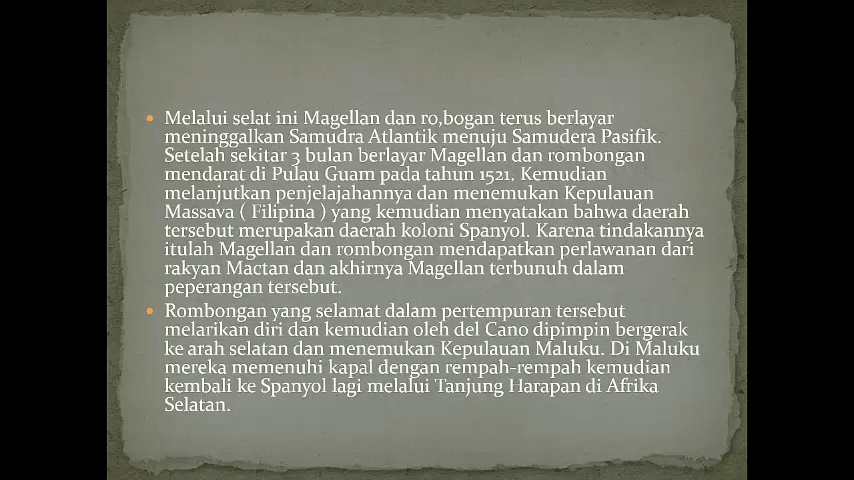 • Melalui selat ini Magellan dan ro,bogan terus berlayar
meninggalkan Samudra Atlantik menuju Samudera Pasifik.
Setelah sekitar 3 bulan berlayar Magellan dan rombongan
mendarat di Pulau Guam pada tahun 1521. Kemudian
melanjutkan penjelajahannya dan menemukan Kepulauan
Massava ( Filipina ) yang kemudian menyatakan bahwa daerah
tersebut merupakan daerah koloni Spanyol. Karena tindakannya
itulah Magellan dan rombongan mendapatkan perlawanan dari
rakyan Mactan dan akhirnya Magellan terbunuh dalam
peperangan tersebut.
• Rombongan yang selamat dalam pertempuran tersebut
melarikan diri dan kemudian oleh del Cano dipimpin bergerak
ke arah selatan dan menemukan Kepulauan Maluku. Di Maluku
mereka memenuhi kapal dengan rempah-rempah kemudian
kembali ke Spanyol lagi melalui Tanjung Harapan di Afrika
Selatan.